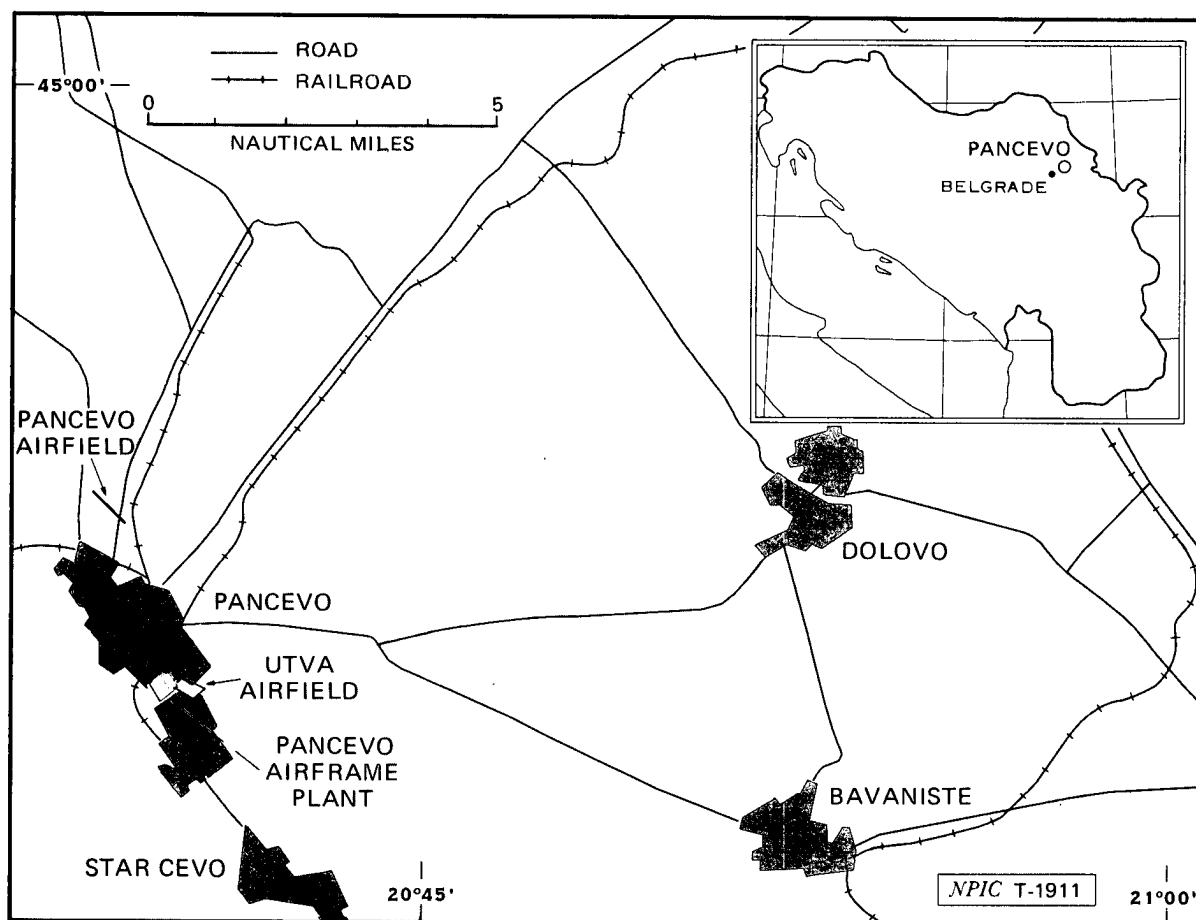 ROAD
RAILROAD
45°00'
0 5
NAUTICAL MILES
PANCEVO
BELGRADE
PANCEVO
AIRFIELD
DOLOVO
PANCEVO
UTVA
AIRFIELD
PANCEVO
AIRFRAME
PLANT
BAVANISTE
STAR CEVO
20°45'
NPIC T-1911
21°00'